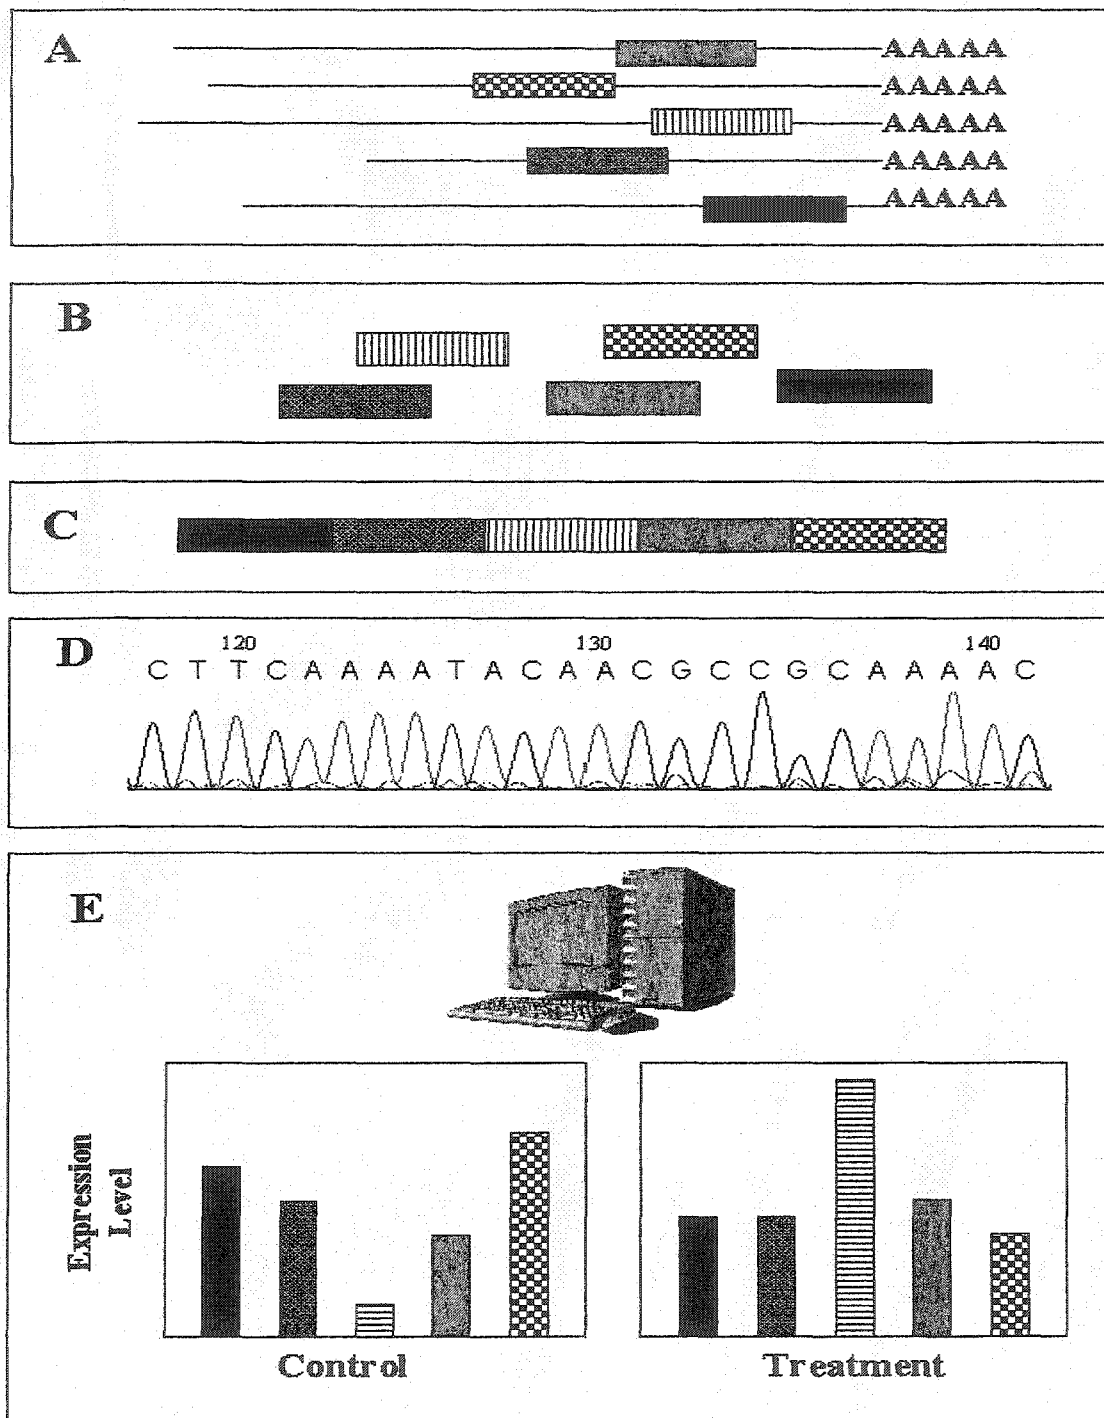 A
AAAAA
AAAAA
AAAAA
AAAAA
AAAAA
B
C
D
120 130 140
C T T C A A A A T A C A A C G C C G C A A A A C
E
Expression
Level
Control Treatment